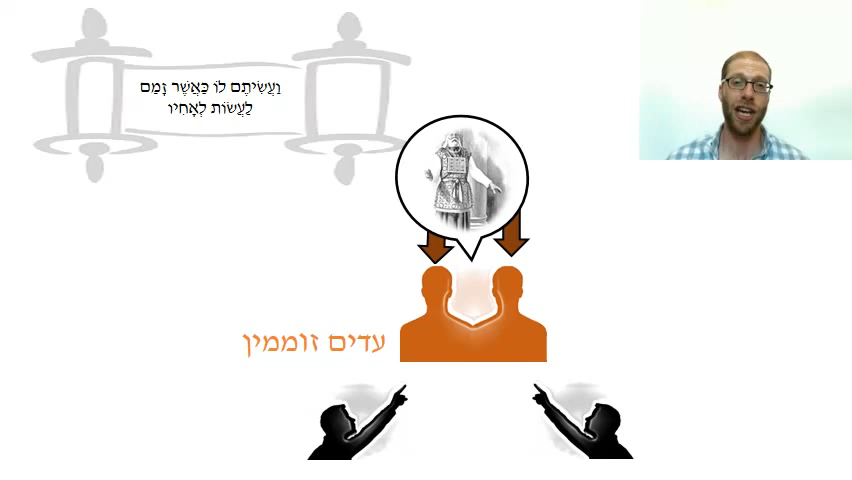 וַעֲשִׂיתֶם לוֹ כַּאֲשֶׁר זָמַם
לַעֲשׂוֹת לְאָחִיו
עדים זוממין